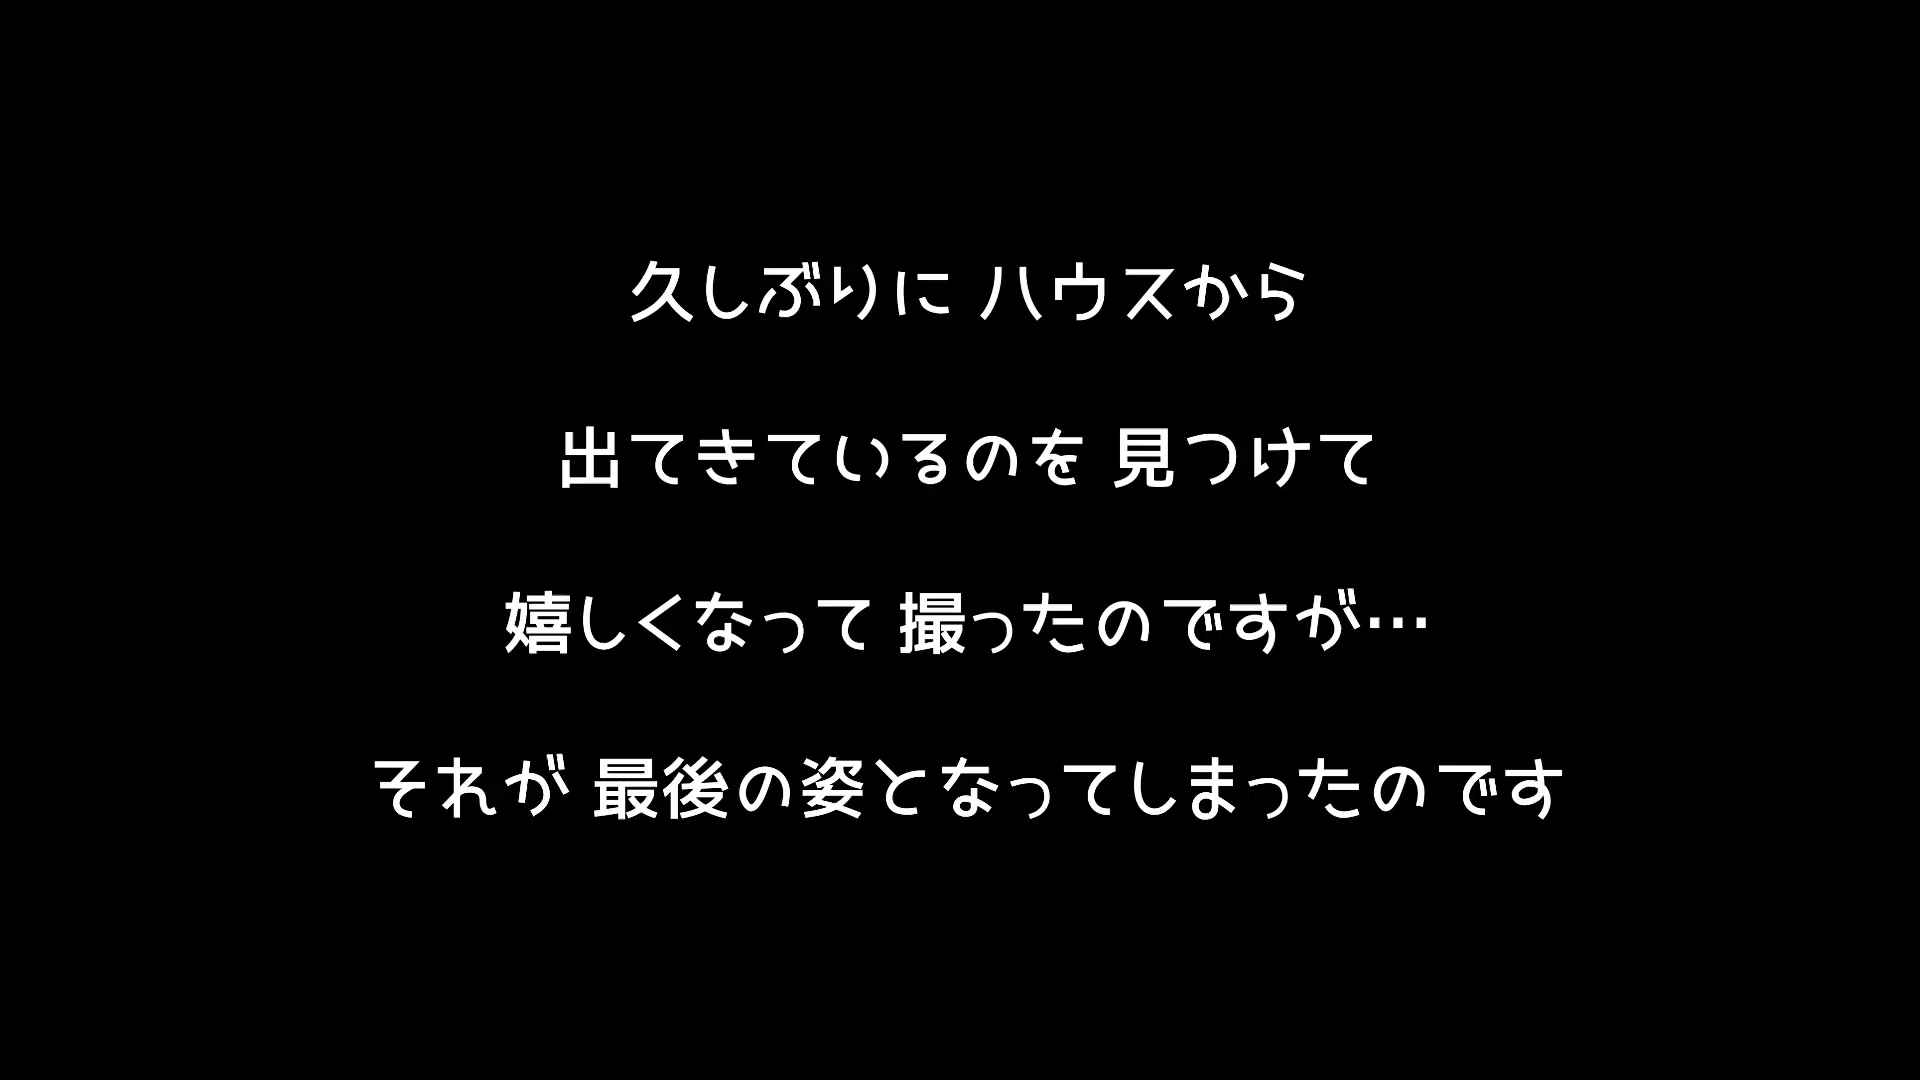 久しぶりに ハウスから
出てきているのを 見つけて
嬉しくなって 撮ったのですが…
それが 最後の姿となってしまったのです